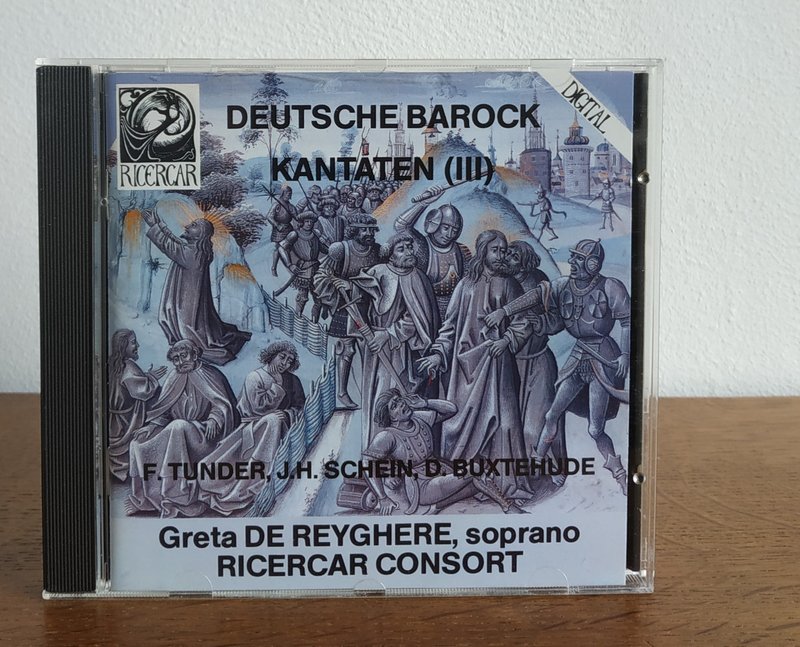 DEUTSCHE BAROCK
KANTATEN (III)
DIGITAL
RICERCAR
F. TUNDER, J.H. SCHEIN, D. BUXTEHUDE
Greta DE REYGHERE, soprano
RICERCAR CONSORT